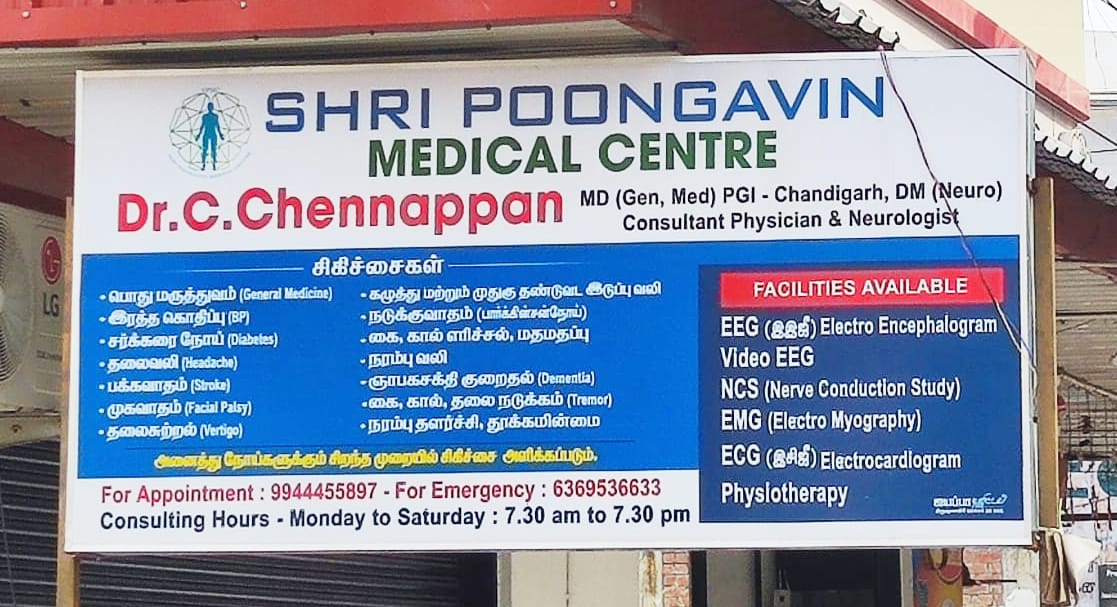 SHRI POONGAVIN
MEDICAL CENTRE
Dr.C.Chennappan
MD (Gen, Med) PGI - Chandigarh, DM (Neuro)
Consultant Physician & Neurologist
சிகிச்சைகள்
• பொது மருத்துவம் (General Medicine)
• இரத்த கொதிப்பு (BP)
• சர்க்கரை நோய் (Diabetes)
• தலைவலி (Headache)
• பக்கவாதம் (Stroke)
• முகவாதம் (Facial Palsy)
• தலைசுற்றல் (Vertigo)
• கழுத்து மற்றும் முதுகு தண்டுவட இடுப்பு வலி
• நடுக்குவாதம் (பார்க்கின்சன்நோய்)
• கை, கால் எரிச்சல், மதமதப்பு
• நரம்பு வலி
• ஞாபகசக்தி குறைதல் (Dementia)
• கை, கால், தலை நடுக்கம் (Tremor)
• நரம்பு தளர்ச்சி, தூக்கமின்மை
அனைத்து நோய்களுக்கும் சிறந்த முறையில் சிகிச்சை அளிக்கப்படும்.
FACILITIES AVAILABLE
EEG (இஇஜீ) Electro Encephalogram
Video EEG
NCS (Nerve Conduction Study)
EMG (Electro Myography)
ECG (இசிஜீ) Electrocardiogram
Physiotherapy
For Appointment : 9944455897 - For Emergency : 6369536633
Consulting Hours - Monday to Saturday : 7.30 am to 7.30 pm
LG